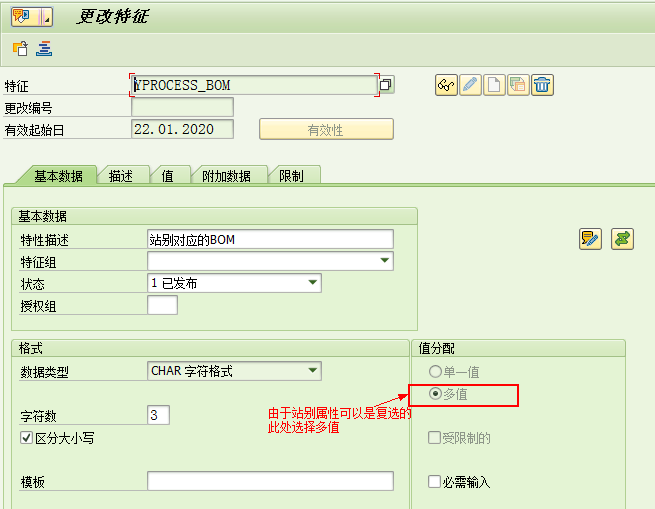 更改特征
特征 YPROCESS_BOM
更改编号
有效起始日 22.01.2020 有效性
基本数据 描述 值 附加数据 限制
基本数据
特性描述 站别对应的BOM
特征组
状态 1 已发布
授权组
格式 值分配
数据类型 CHAR 字符格式 单一值
多值
字符数 3 由于站别属性可以是复选的
此处选择多值
区分大小写 受限制的
模板 必需输入